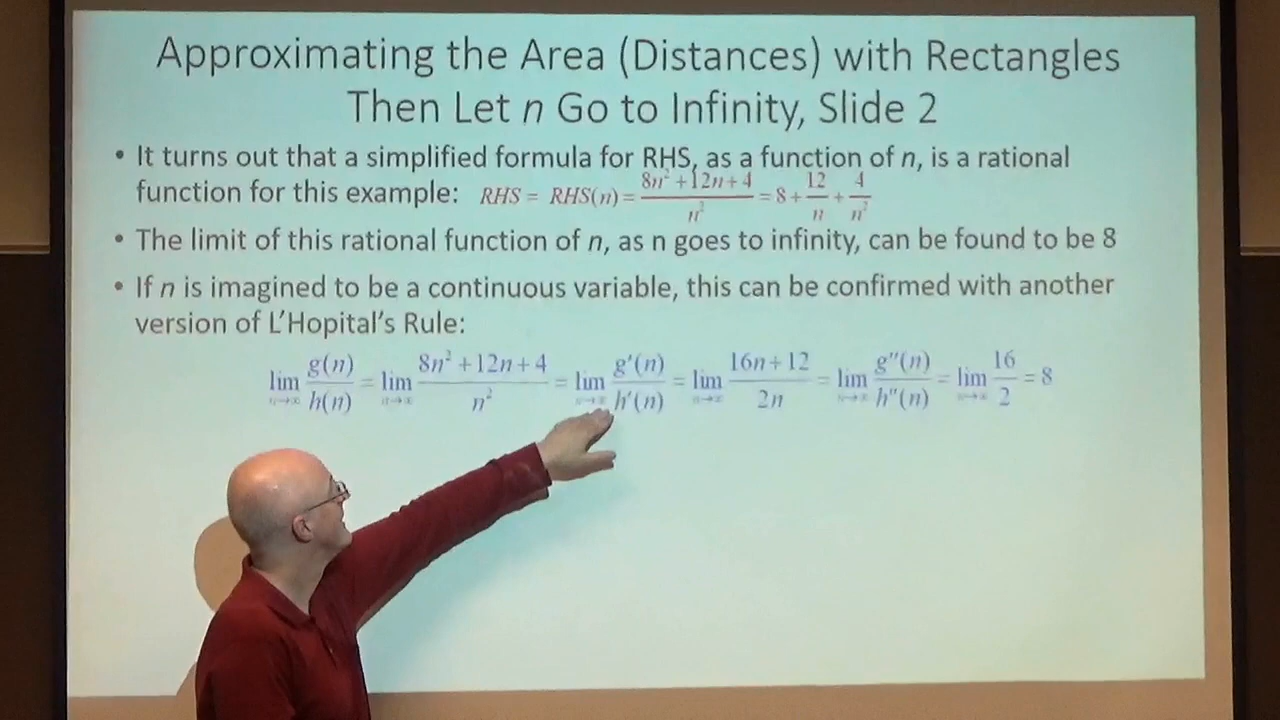 Approximating the Area (Distances) with Rectangles
Then Let n Go to Infinity, Slide 2
• It turns out that a simplified formula for RHS, as a function of n, is a rational
function for this example: RHS = RHS(n) = (8n² + 12n + 4)/n² = 8 + 12/n + 4/n²
• The limit of this rational function of n, as n goes to infinity, can be found to be 8
• If n is imagined to be a continuous variable, this can be confirmed with another
version of L'Hopital's Rule:
lim n→∞ g(n)/h(n) = lim n→∞ (8n² + 12n + 4)/n² = lim n→∞ g'(n)/h'(n) = lim n→∞ (16n + 12)/2n = lim n→∞ g''(n)/h''(n) = lim n→∞ 16/2 = 8